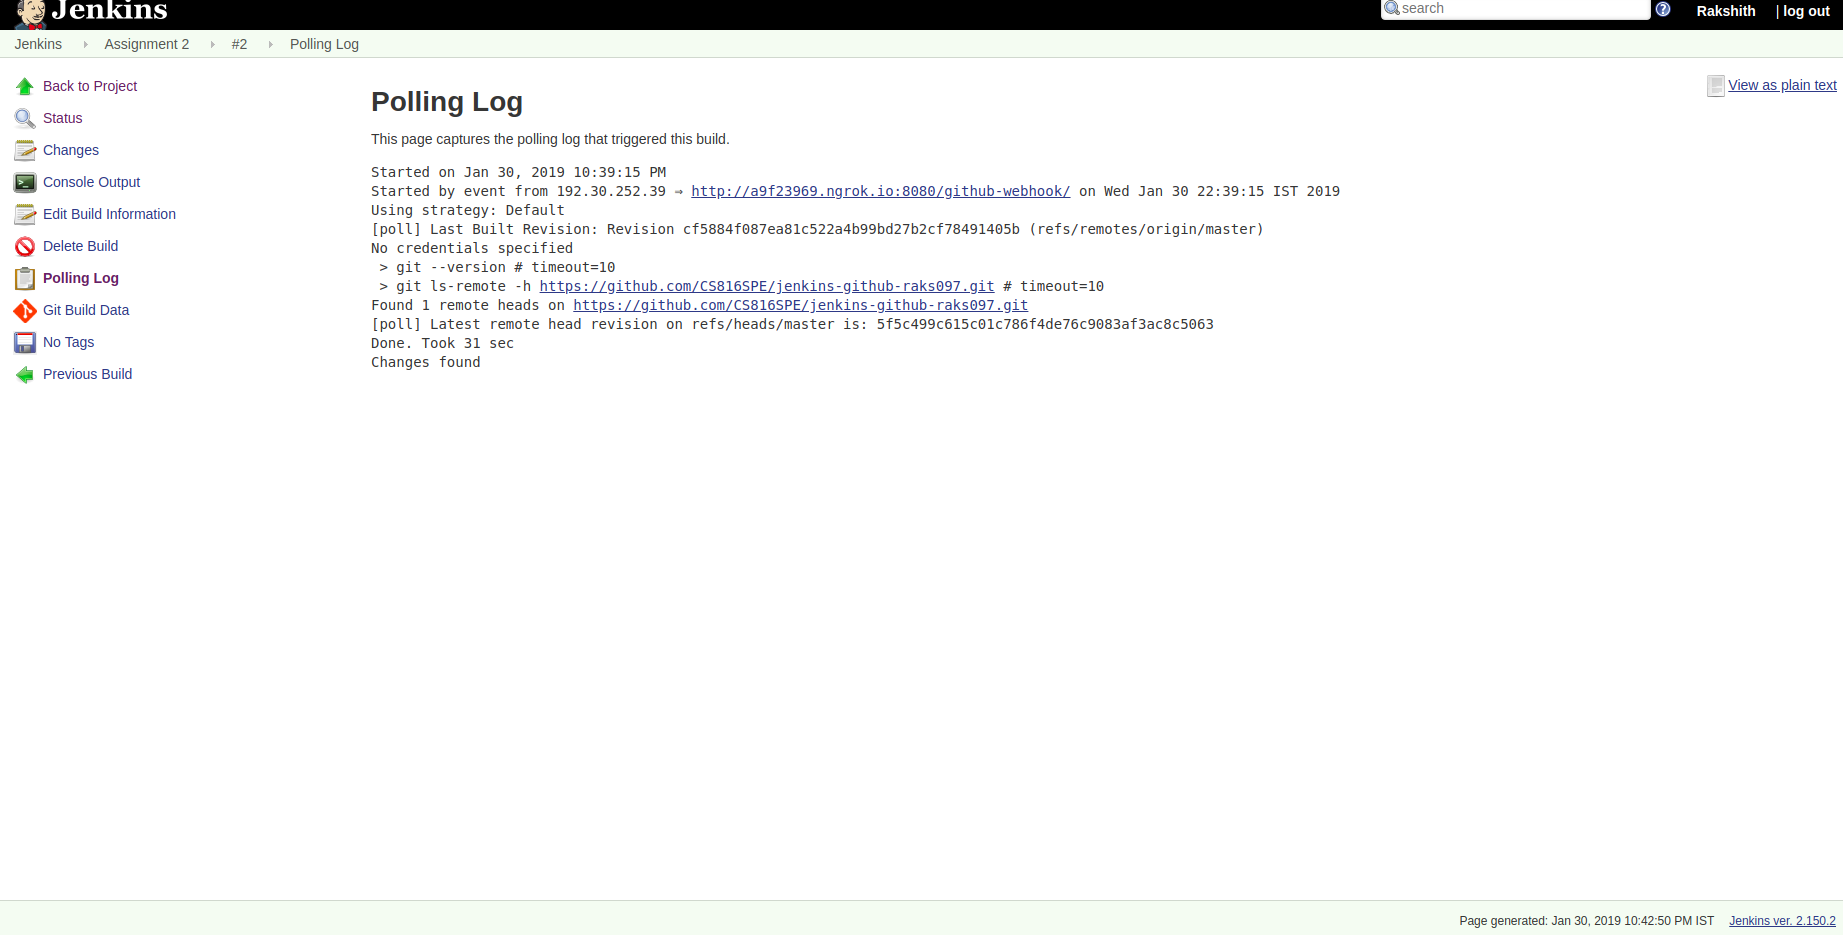 Jenkins
search
Rakshith | log out
Jenkins Assignment 2 #2 Polling Log
Back to Project
Status
Changes
Console Output
Edit Build Information
Delete Build
Polling Log
Git Build Data
No Tags
Previous Build
Polling Log
View as plain text
This page captures the polling log that triggered this build.
Started on Jan 30, 2019 10:39:15 PM
Started by event from 192.30.252.39 ⇒ http://a9f23969.ngrok.io:8080/github-webhook/ on Wed Jan 30 22:39:15 IST 2019
Using strategy: Default
[poll] Last Built Revision: Revision cf5884f087ea81c522a4b99bd27b2cf78491405b (refs/remotes/origin/master)
No credentials specified
 > git --version # timeout=10
 > git ls-remote -h https://github.com/CS816SPE/jenkins-github-raks097.git # timeout=10
Found 1 remote heads on https://github.com/CS816SPE/jenkins-github-raks097.git
[poll] Latest remote head revision on refs/heads/master is: 5f5c499c615c01c786f4de76c9083af3ac8c5063
Done. Took 31 sec
Changes found
Page generated: Jan 30, 2019 10:42:50 PM IST Jenkins ver. 2.150.2